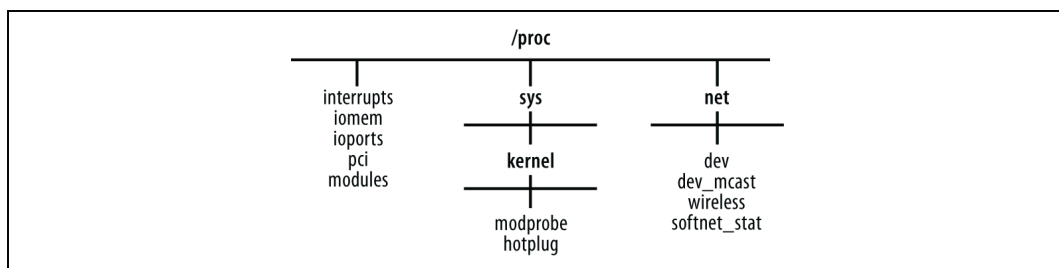 /proc
interrupts
iomem
ioports
pci
modules
sys
kernel
modprobe
hotplug
net
dev
dev_mcast
wireless
softnet_stat